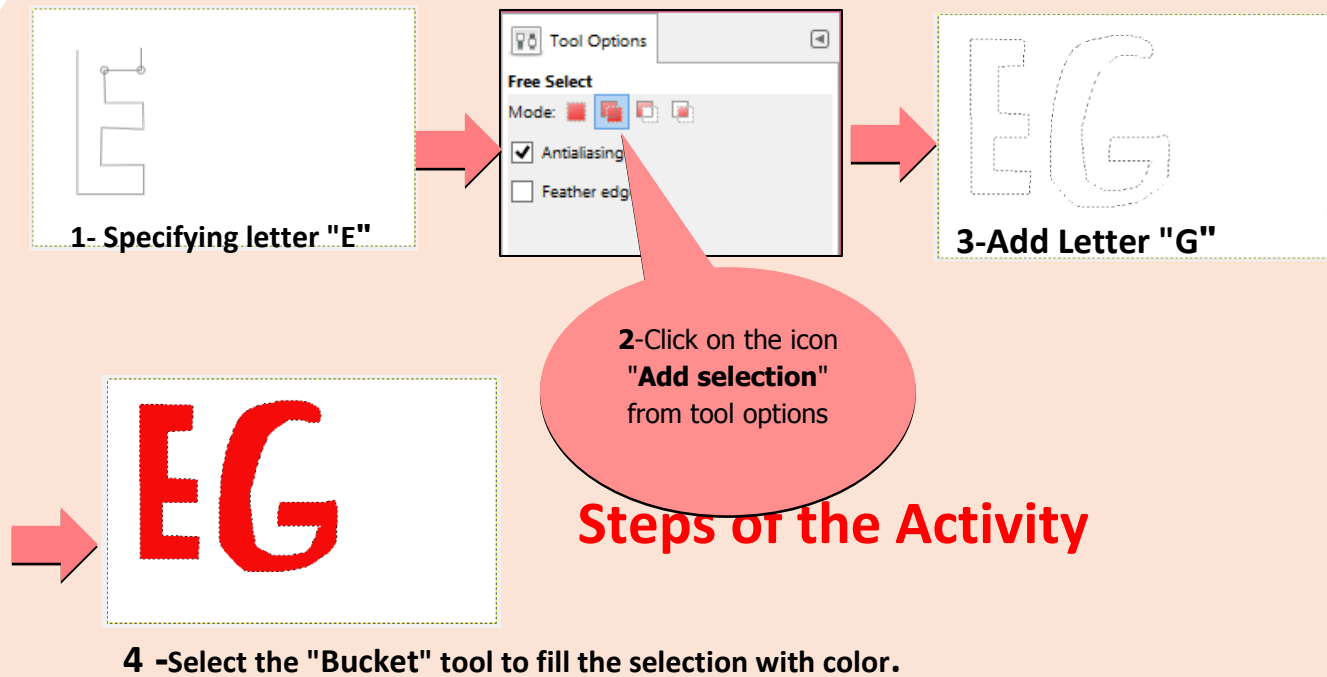 1- Specifying letter "E"
Tool Options
Free Select
Mode:
Antialiasing
Feather edg
2-Click on the icon
"Add selection"
from tool options
3-Add Letter "G"
EG
Steps of the Activity
4 -Select the "Bucket" tool to fill the selection with color.